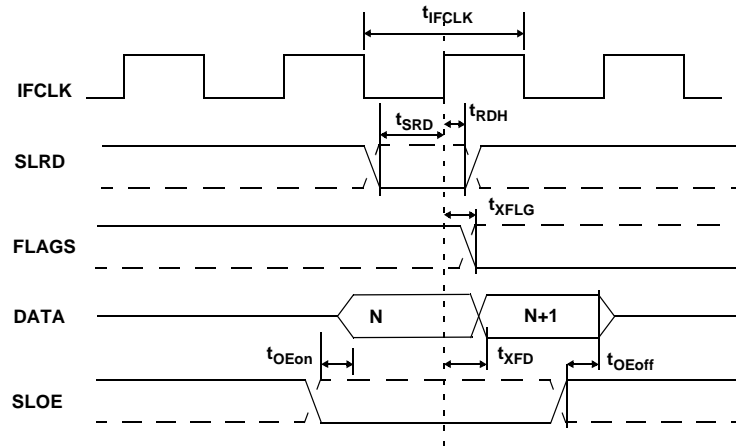 tIFCLK
IFCLK
tSRD
tRDH
SLRD
tXFLG
FLAGS
DATA
N
N+1
tOEon
tXFD
tOEoff
SLOE